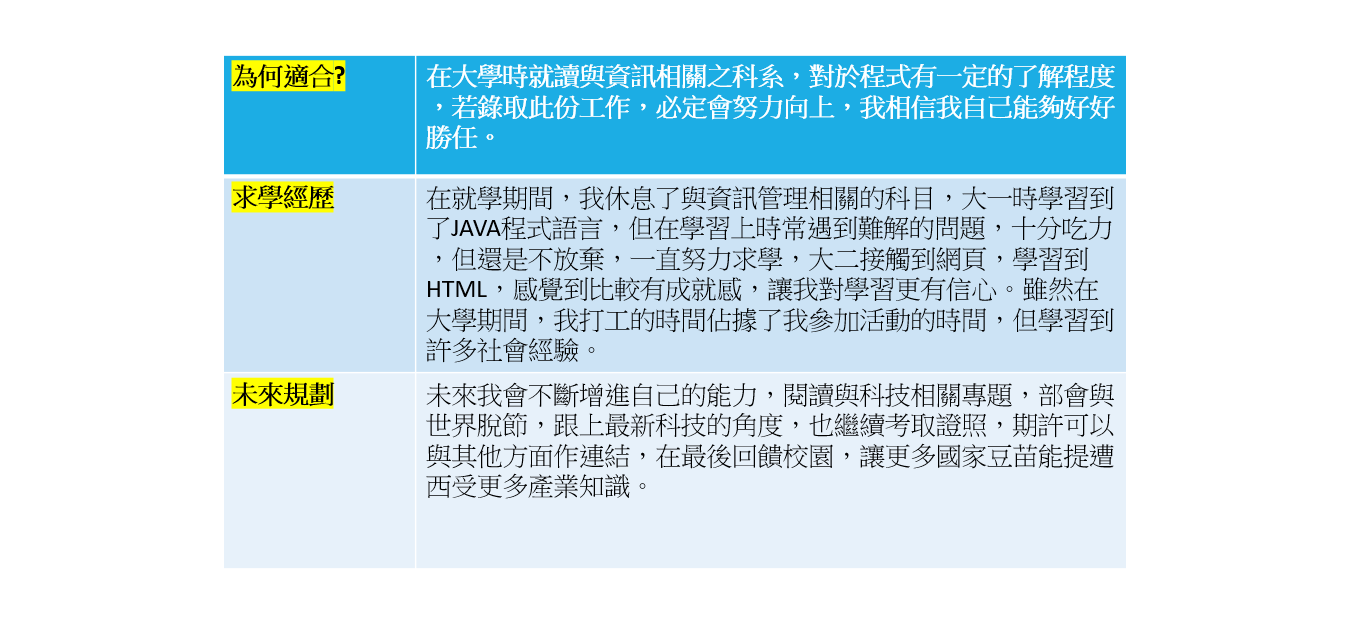 為何適合?
在大學時就讀與資訊相關之科系，對於程式有一定的了解程度
，若錄取此份工作，必定會努力向上，我相信我自己能夠好好
勝任。
求學經歷
在就學期間，我休息了與資訊管理相關的科目，大一時學習到
了JAVA程式語言，但在學習上時常遇到難解的問題，十分吃力
，但還是不放棄，一直努力求學，大二接觸到網頁，學習到
HTML，感覺到比較有成就感，讓我對學習更有信心。雖然在
大學期間，我打工的時間佔據了我參加活動的時間，但學習到
許多社會經驗。
未來規劃
未來我會不斷增進自己的能力，閱讀與科技相關專題，部會與
世界脫節，跟上最新科技的角度，也繼續考取證照，期許可以
與其他方面作連結，在最後回饋校園，讓更多國家豆苗能提遭
西受更多產業知識。